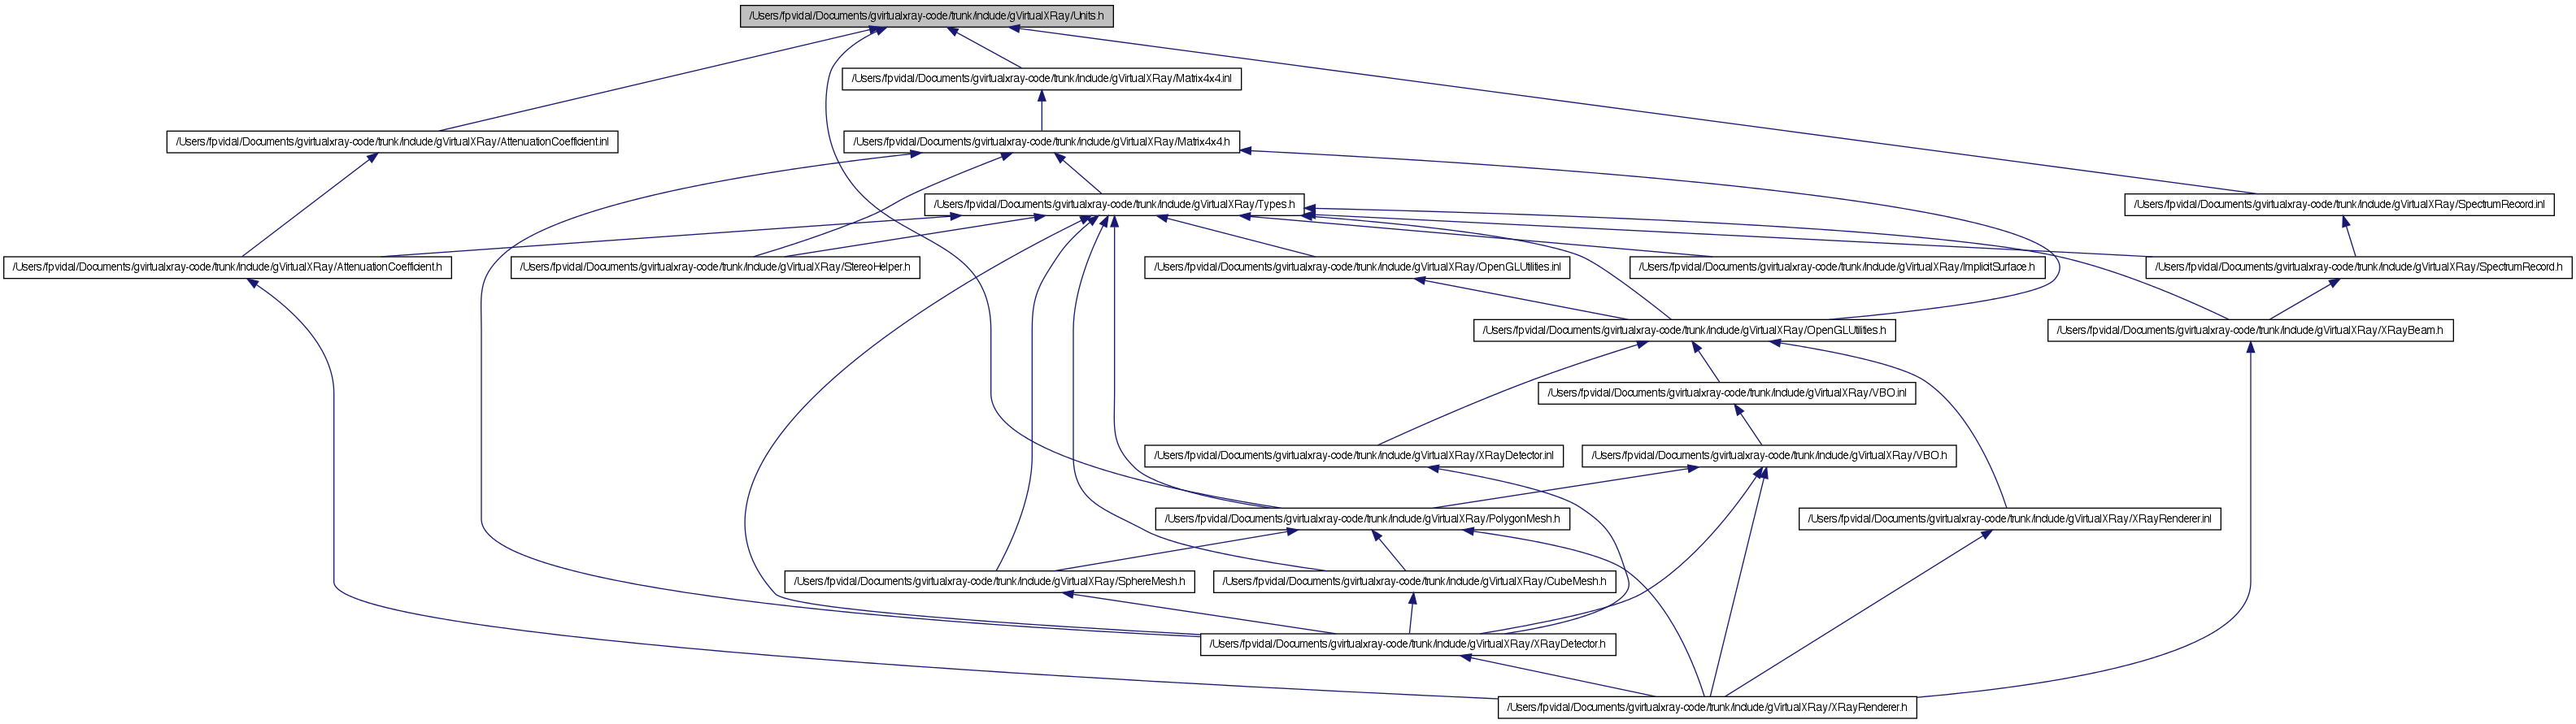 /Users/fpvidal/Documents/gvirtualxray-code/trunk/include/gVirtualXRay/Units.h
/Users/fpvidal/Documents/gvirtualxray-code/trunk/include/gVirtualXRay/Matrix4x4.inl
/Users/fpvidal/Documents/gvirtualxray-code/trunk/include/gVirtualXRay/AttenuationCoefficient.inl
/Users/fpvidal/Documents/gvirtualxray-code/trunk/include/gVirtualXRay/Matrix4x4.h
/Users/fpvidal/Documents/gvirtualxray-code/trunk/include/gVirtualXRay/Types.h
/Users/fpvidal/Documents/gvirtualxray-code/trunk/include/gVirtualXRay/SpectrumRecord.inl
/Users/fpvidal/Documents/gvirtualxray-code/trunk/include/gVirtualXRay/AttenuationCoefficient.h
/Users/fpvidal/Documents/gvirtualxray-code/trunk/include/gVirtualXRay/StereoHelper.h
/Users/fpvidal/Documents/gvirtualxray-code/trunk/include/gVirtualXRay/OpenGLUtilities.inl
/Users/fpvidal/Documents/gvirtualxray-code/trunk/include/gVirtualXRay/ImplicitSurface.h
/Users/fpvidal/Documents/gvirtualxray-code/trunk/include/gVirtualXRay/SpectrumRecord.h
/Users/fpvidal/Documents/gvirtualxray-code/trunk/include/gVirtualXRay/OpenGLUtilities.h
/Users/fpvidal/Documents/gvirtualxray-code/trunk/include/gVirtualXRay/XRayBeam.h
/Users/fpvidal/Documents/gvirtualxray-code/trunk/include/gVirtualXRay/VBO.inl
/Users/fpvidal/Documents/gvirtualxray-code/trunk/include/gVirtualXRay/XRayDetector.inl
/Users/fpvidal/Documents/gvirtualxray-code/trunk/include/gVirtualXRay/VBO.h
/Users/fpvidal/Documents/gvirtualxray-code/trunk/include/gVirtualXRay/PolygonMesh.h
/Users/fpvidal/Documents/gvirtualxray-code/trunk/include/gVirtualXRay/XRayRenderer.inl
/Users/fpvidal/Documents/gvirtualxray-code/trunk/include/gVirtualXRay/SphereMesh.h
/Users/fpvidal/Documents/gvirtualxray-code/trunk/include/gVirtualXRay/CubeMesh.h
/Users/fpvidal/Documents/gvirtualxray-code/trunk/include/gVirtualXRay/XRayDetector.h
/Users/fpvidal/Documents/gvirtualxray-code/trunk/include/gVirtualXRay/XRayRenderer.h